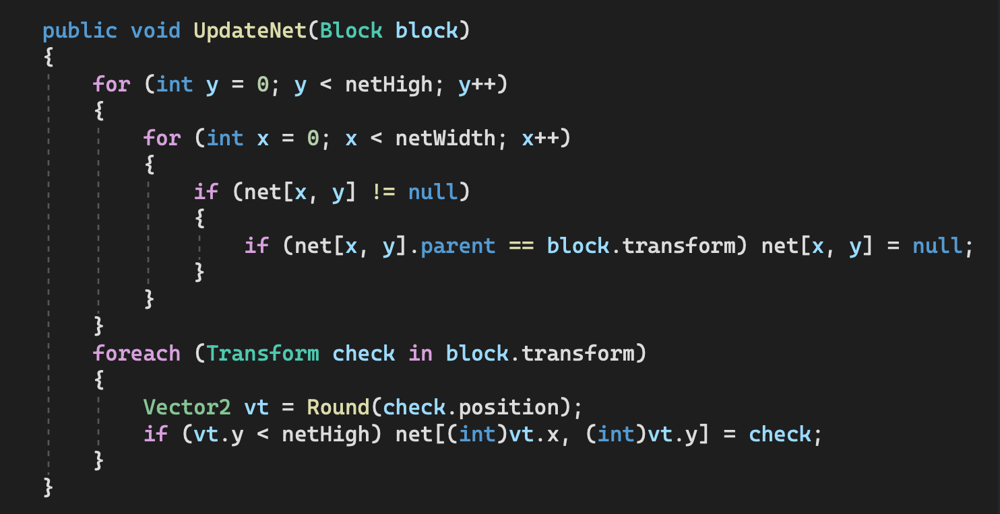 public void UpdateNet(Block block)
{
    for (int y = 0; y < netHigh; y++)
    {
        for (int x = 0; x < netWidth; x++)
        {
            if (net[x, y] != null)
            {
                if (net[x, y].parent == block.transform) net[x, y] = null;
            }
        }
    }
    foreach (Transform check in block.transform)
    {
        Vector2 vt = Round(check.position);
        if (vt.y < netHigh) net[(int)vt.x, (int)vt.y] = check;
    }
}